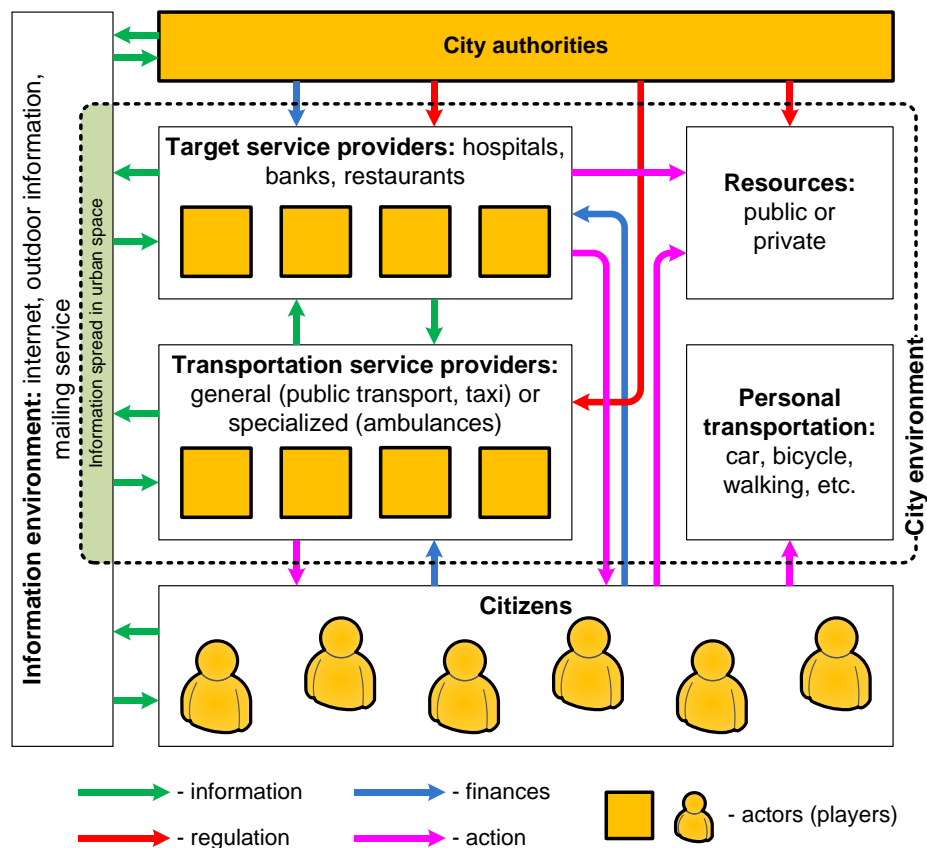 City authorities
Information environment: internet, outdoor information,
mailing service
Information spread in urban space
Target service providers: hospitals,
banks, restaurants
Resources:
public or
private
Transportation service providers:
general (public transport, taxi) or
specialized (ambulances)
Personal
transportation:
car, bicycle,
walking, etc.
City environment
Citizens
- information
- finances
- actors (players)
- regulation
- action